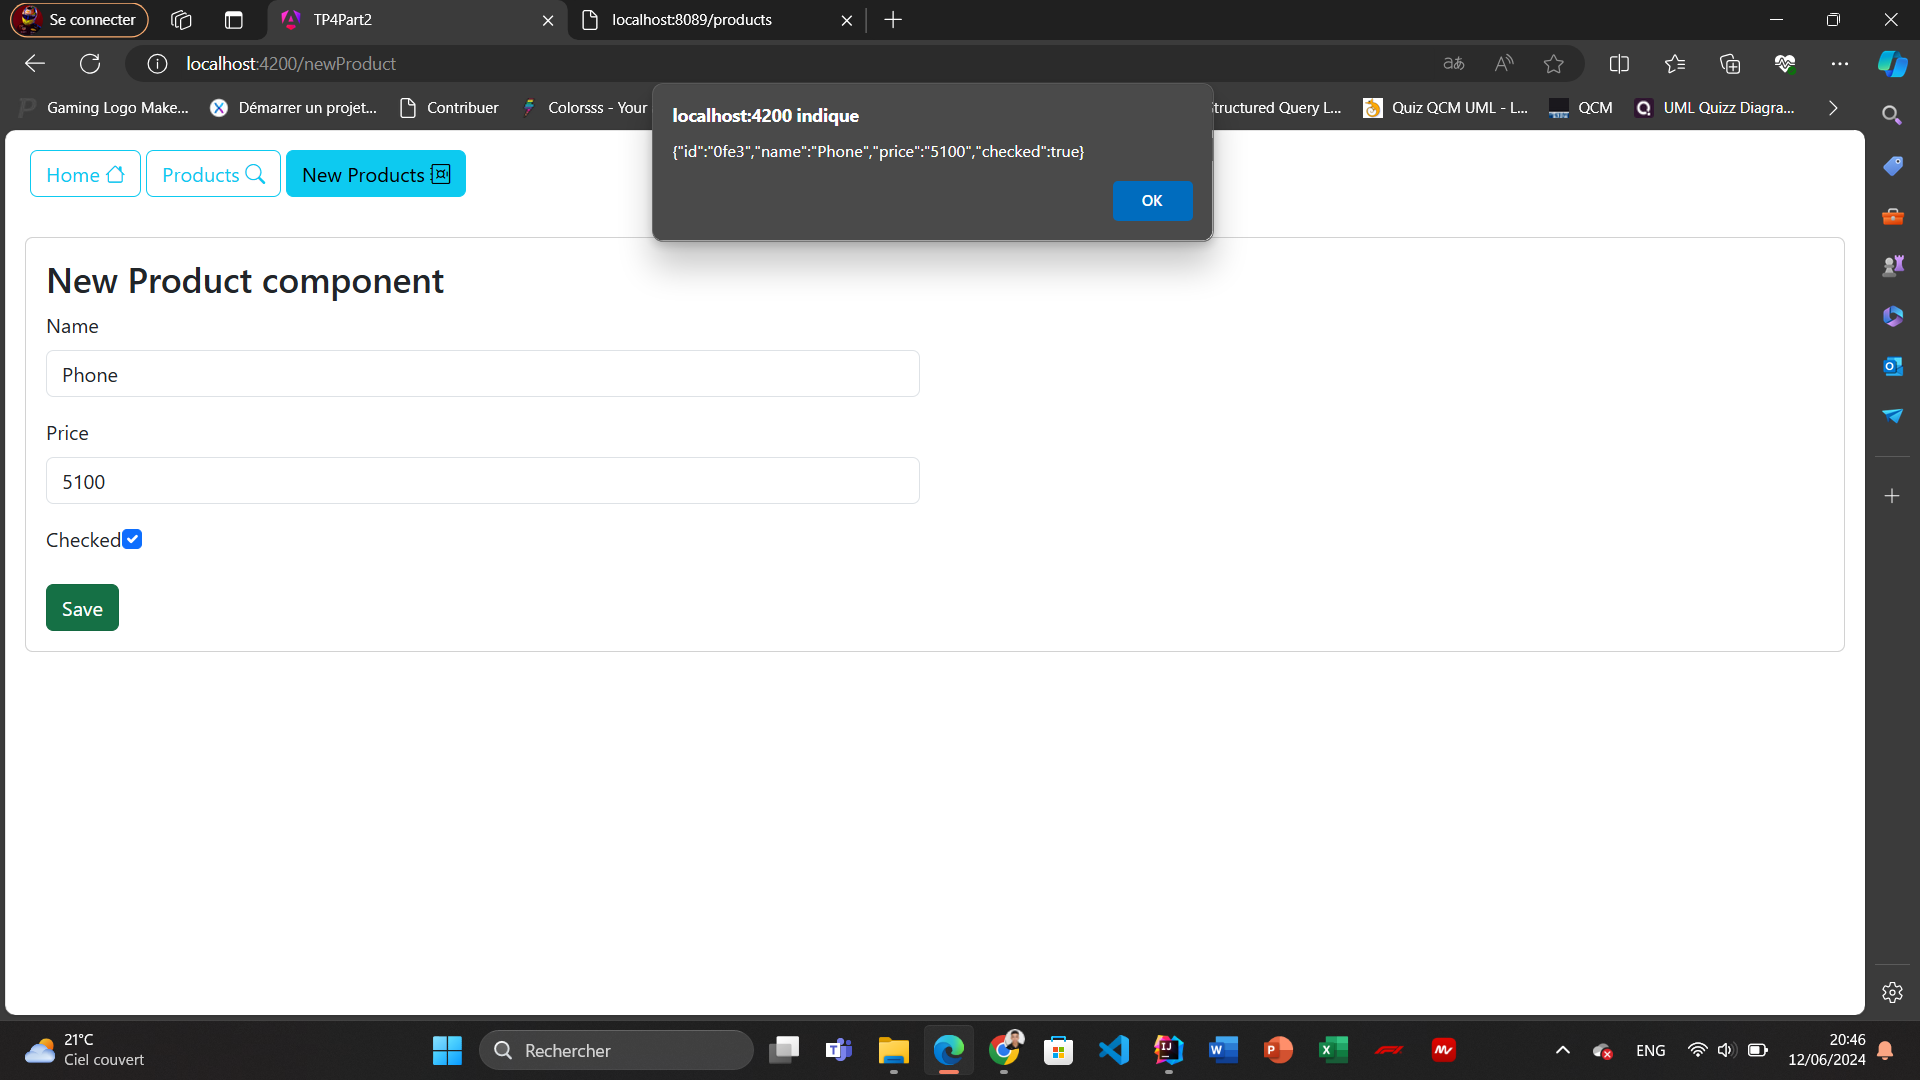 Se connecter
TP4Part2
localhost:8089/products
localhost:4200/newProduct
Gaming Logo Make...
Démarrer un projet...
Contribuer
Colorsss - Your
Structured Query L...
Quiz QCM UML - L...
QCM
UML Quizz Diagra...
localhost:4200 indique
{"id":"0fe3","name":"Phone","price":"5100","checked":true}
OK
Home
Products
New Products
New Product component
Name
Phone
Price
5100
Checked
Save
21°C
Ciel couvert
Rechercher
ENG
20:46
12/06/2024